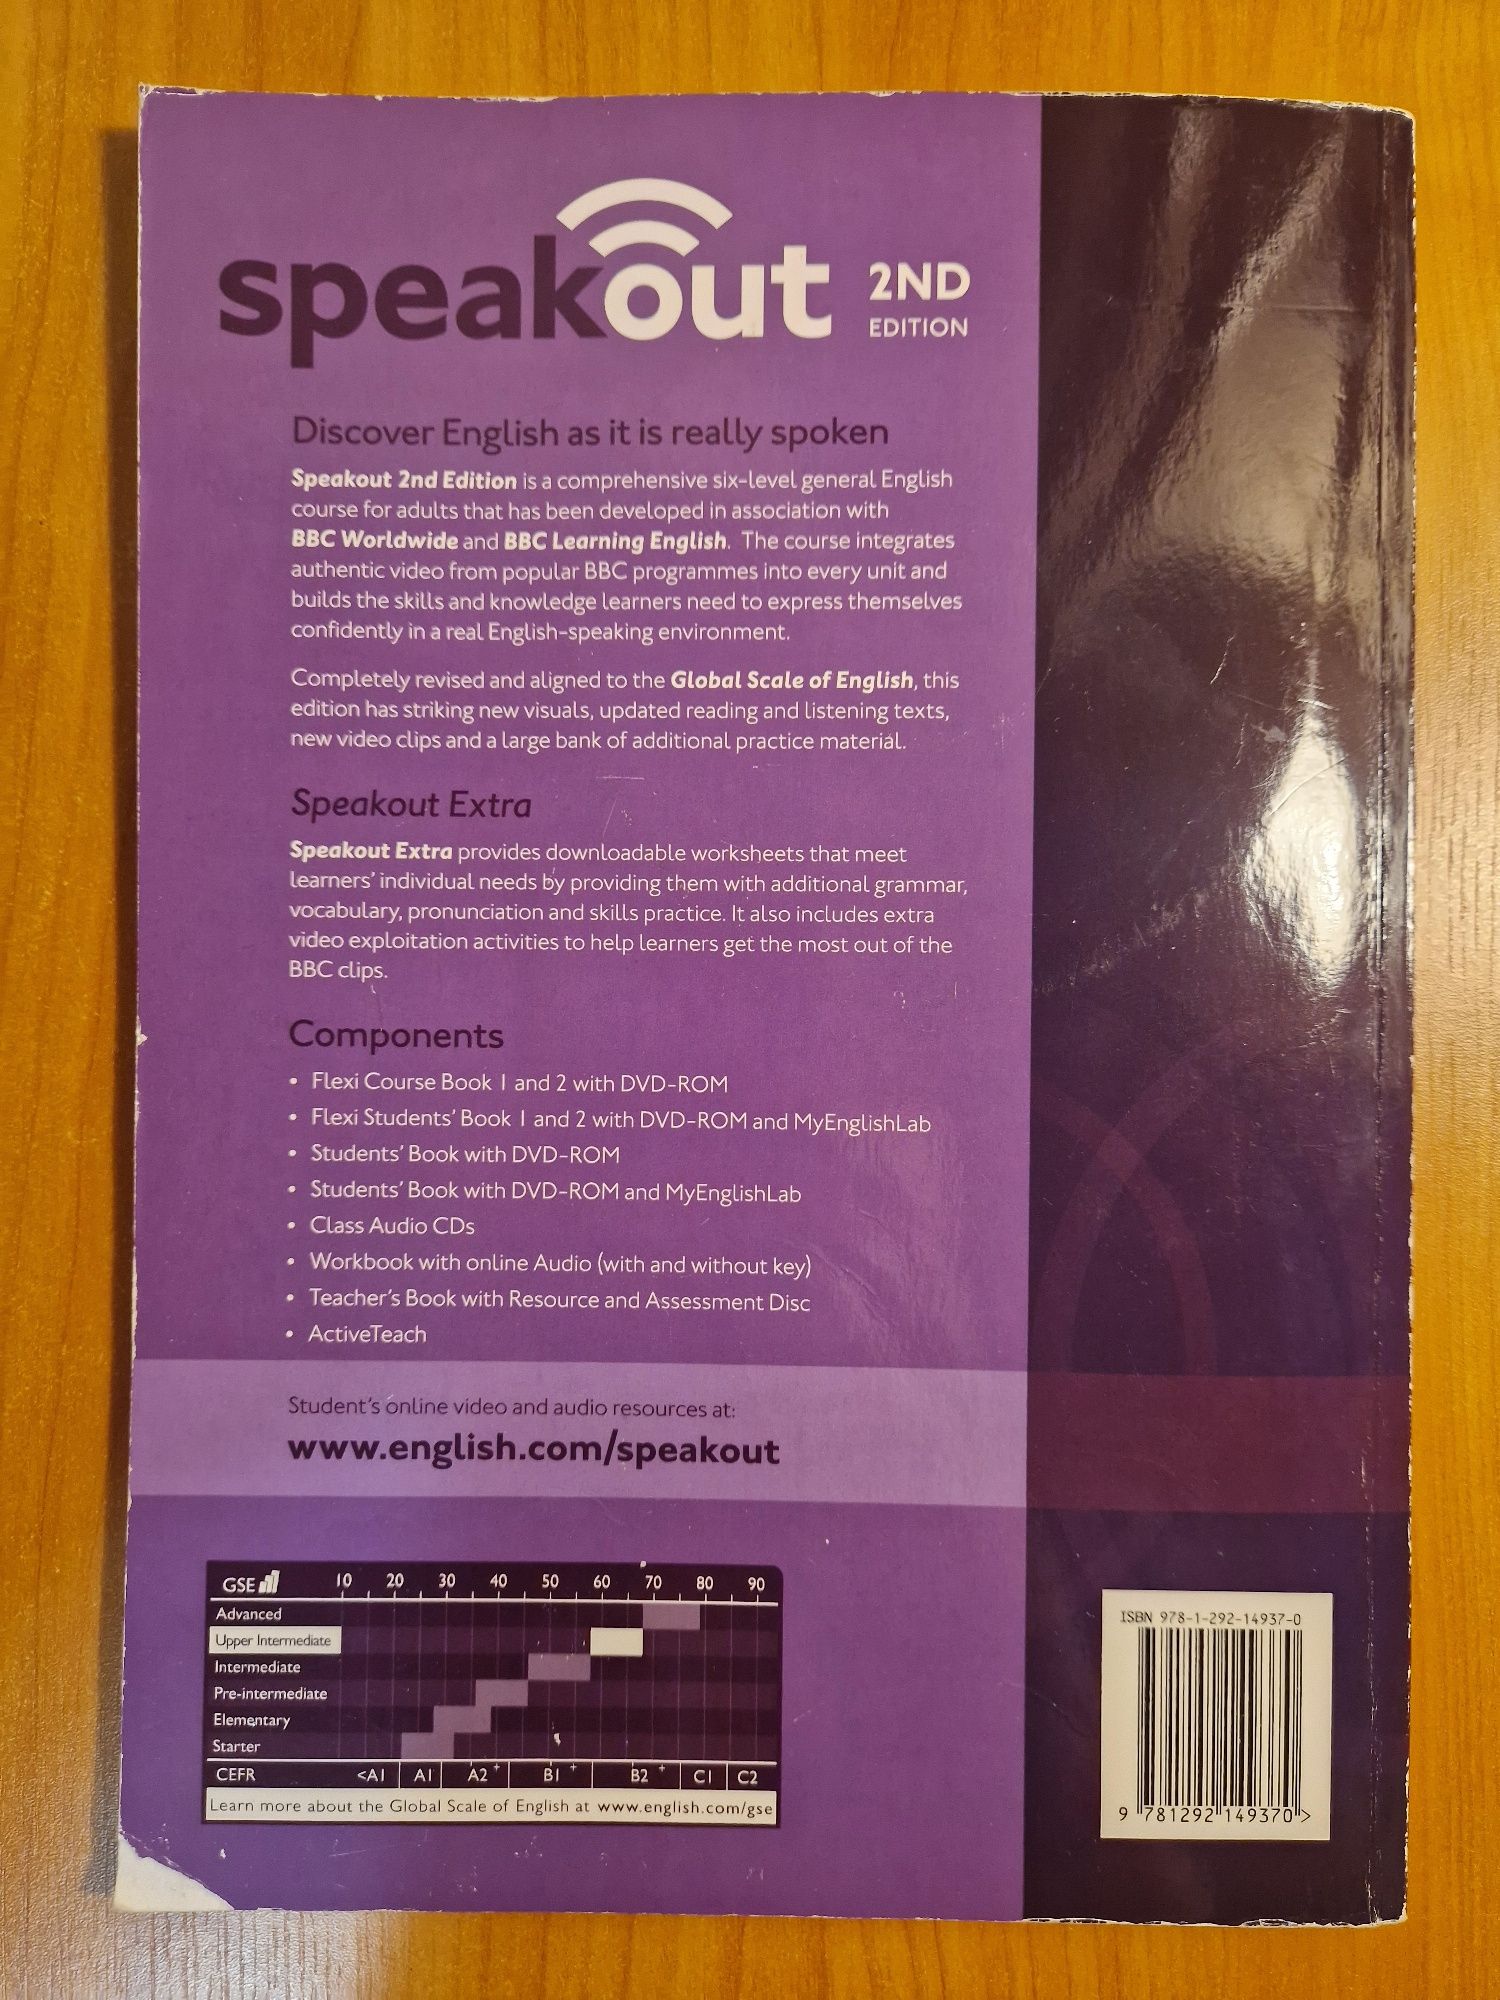 speakout 2ND
EDITION
Discover English as it is really spoken
Speakout 2nd Edition is a comprehensive six-level general English
course for adults that has been developed in association with
BBC Worldwide and BBC Learning English. The course integrates
authentic video from popular BBC programmes into every unit and
builds the skills and knowledge learners need to express themselves
confidently in a real English-speaking environment.
Completely revised and aligned to the Global Scale of English, this
edition has striking new visuals, updated reading and listening texts,
new video clips and a large bank of additional practice material.
Speakout Extra
Speakout Extra provides downloadable worksheets that meet
learners' individual needs by providing them with additional grammar,
vocabulary, pronunciation and skills practice. It also includes extra
video exploitation activities to help learners get the most out of the
BBC clips.
Components
• Flexi Course Book 1 and 2 with DVD-ROM
• Flexi Students' Book 1 and 2 with DVD-ROM and MyEnglishLab
• Students' Book with DVD-ROM
• Students' Book with DVD-ROM and MyEnglishLab
• Class Audio CDs
• Workbook with online Audio (with and without key)
• Teacher's Book with Resource and Assessment Disc
• ActiveTeach
Student's online video and audio resources at:
www.english.com/speakout
GSE 10 20 30 40 50 60 70 80 90
Advanced
Upper Intermediate
Intermediate
Pre-intermediate
Elementary
Starter
CEFR <A1 A1 A2 + B1 + B2 + C1 C2
Learn more about the Global Scale of English at www.english.com/gse
ISBN 978-1-292-14937-0
9 781292 149370 >